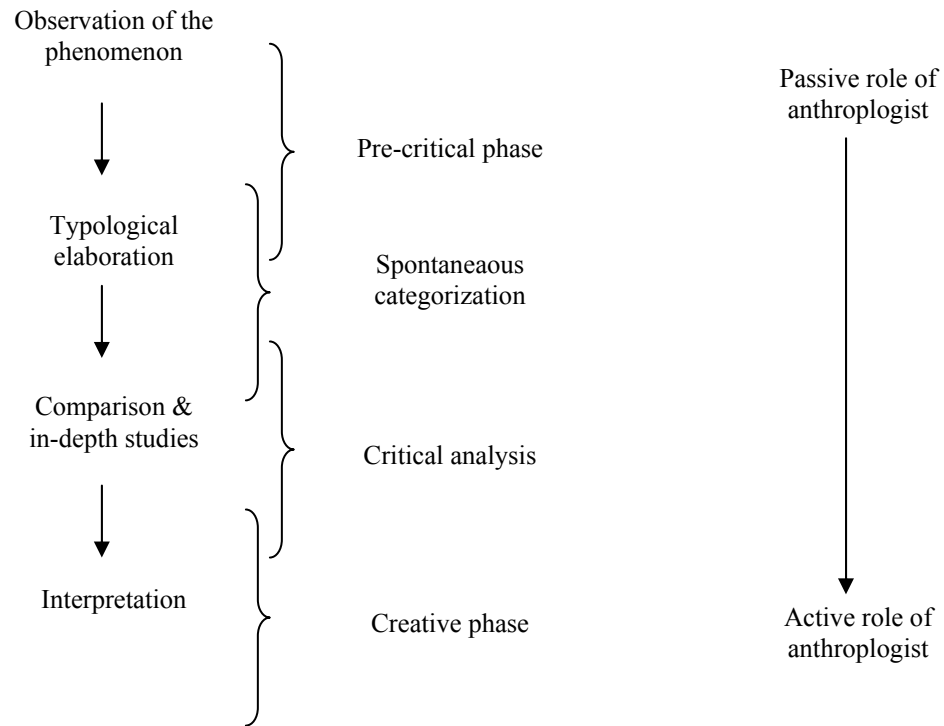 Observation of the
phenomenon
Passive role of
anthroplogist
Pre-critical phase
Typological
elaboration
Spontaneaous
categorization
Comparison &
in-depth studies
Critical analysis
Interpretation
Creative phase
Active role of
anthroplogist